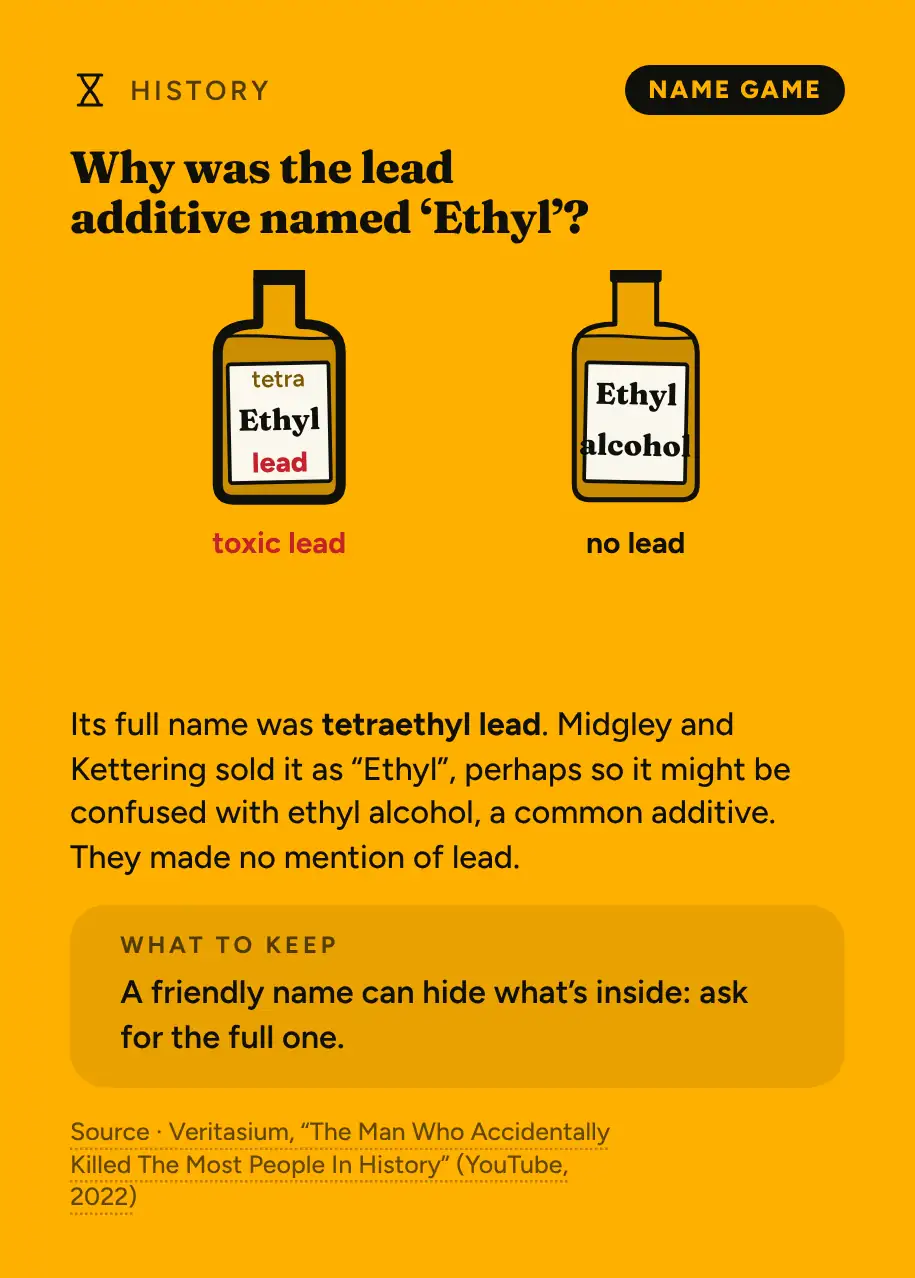 HISTORY
NAME GAME
Why was the lead
additive named ‘Ethyl’?
tetra
Ethyl
lead
toxic lead
Ethyl
alcohol
no lead
Its full name was tetraethyl lead. Midgley and
Kettering sold it as “Ethyl”, perhaps so it might be
confused with ethyl alcohol, a common additive.
They made no mention of lead.
WHAT TO KEEP
A friendly name can hide what’s inside: ask
for the full one.
Source · Veritasium, “The Man Who Accidentally
Killed The Most People In History” (YouTube,
2022)